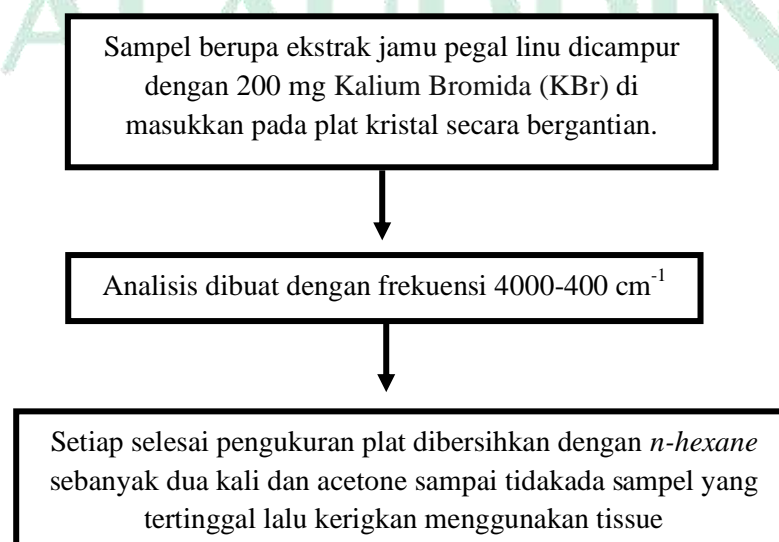 ALAUDDIN
Sampel berupa ekstrak jamu pegal linu dicampur
dengan 200 mg Kalium Bromida (KBr) di
masukkan pada plat kristal secara bergantian.
Analisis dibuat dengan frekuensi 4000-400 cm⁻¹
Setiap selesai pengukuran plat dibersihkan dengan n-hexane
sebanyak dua kali dan acetone sampai tidakada sampel yang
tertinggal lalu kerigkan menggunakan tissue